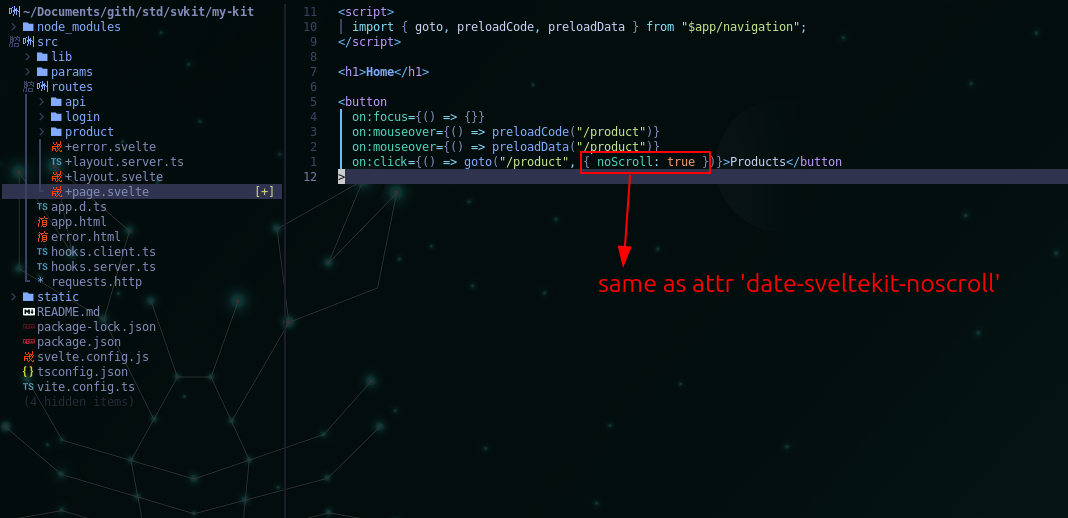 ~/Documents/gith/std/svkit/my-kit
node_modules
src
lib
params
routes
api
login
product
+error.svelte
TS +layout.server.ts
+layout.svelte
+page.svelte [+]
TS app.d.ts
app.html
error.html
TS hooks.client.ts
TS hooks.server.ts
* requests.http
static
README.md
package-lock.json
package.json
svelte.config.js
{} tsconfig.json
TS vite.config.ts
(4 hidden items)
11 <script>
10 import { goto, preloadCode, preloadData } from "$app/navigation";
9 </script>
8
7 <h1>Home</h1>
6
5 <button
4 on:focus={() => {}}
3 on:mouseover={() => preloadCode("/product")}
2 on:mouseover={() => preloadData("/product")}
1 on:click={() => goto("/product", { noScroll: true })}>Products</button
12 >
same as attr 'date-sveltekit-noscroll'